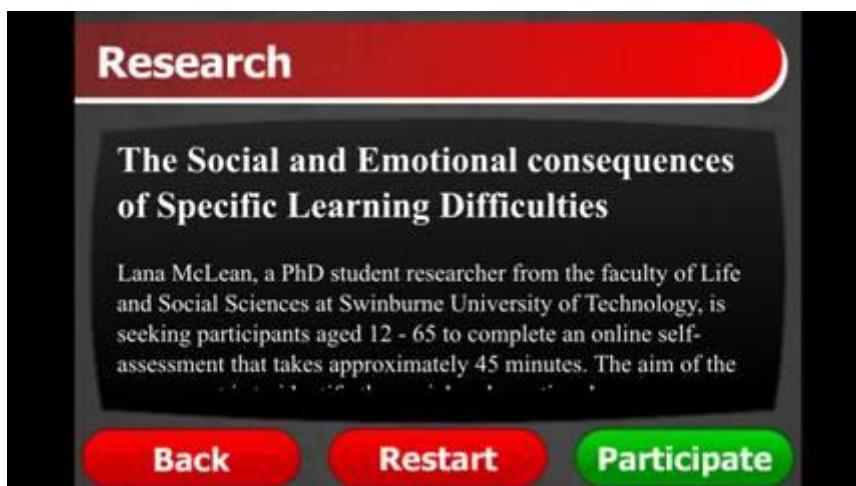 Research
The Social and Emotional consequences
of Specific Learning Difficulties
Lana McLean, a PhD student researcher from the faculty of Life
and Social Sciences at Swinburne University of Technology, is
seeking participants aged 12 - 65 to complete an online self-
assessment that takes approximately 45 minutes. The aim of the
Back Restart Participate